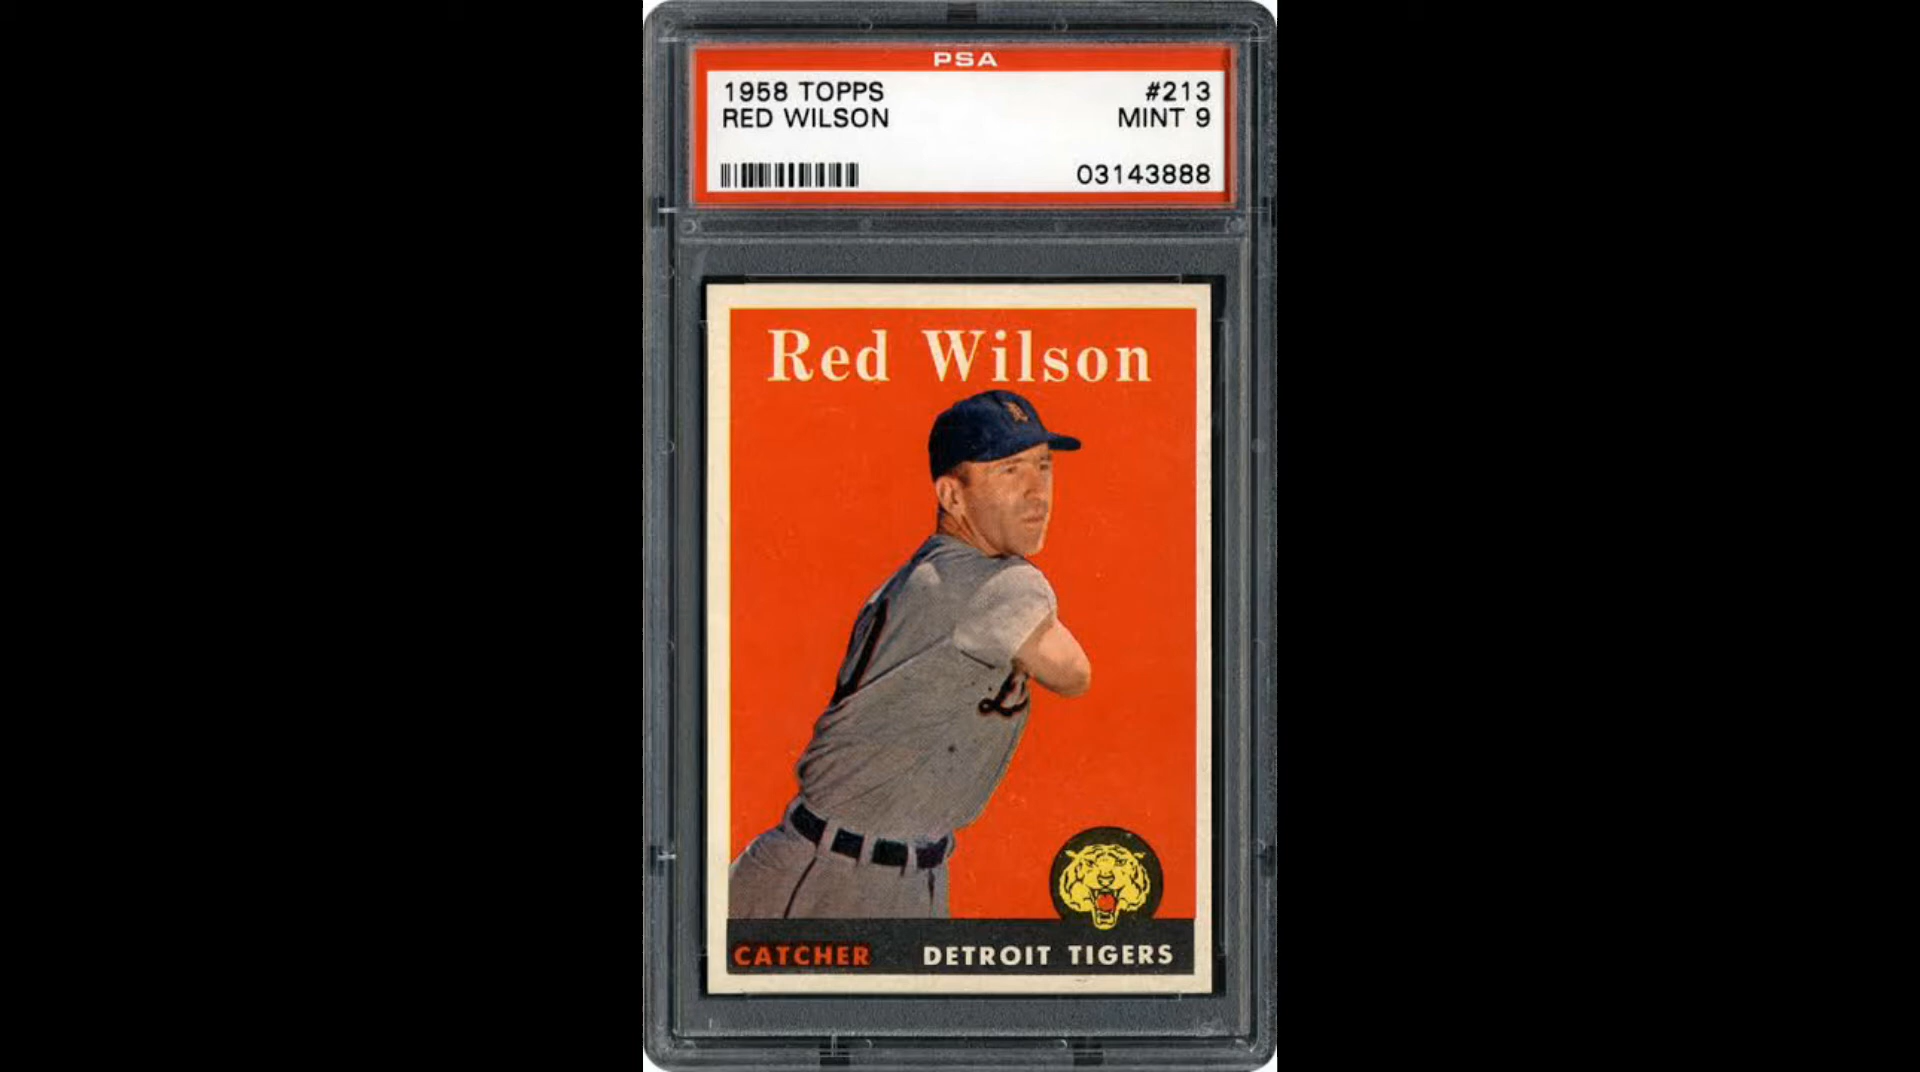 PSA
1958 TOPPS #213
RED WILSON MINT 9
03143888
Red Wilson
CATCHER DETROIT TIGERS